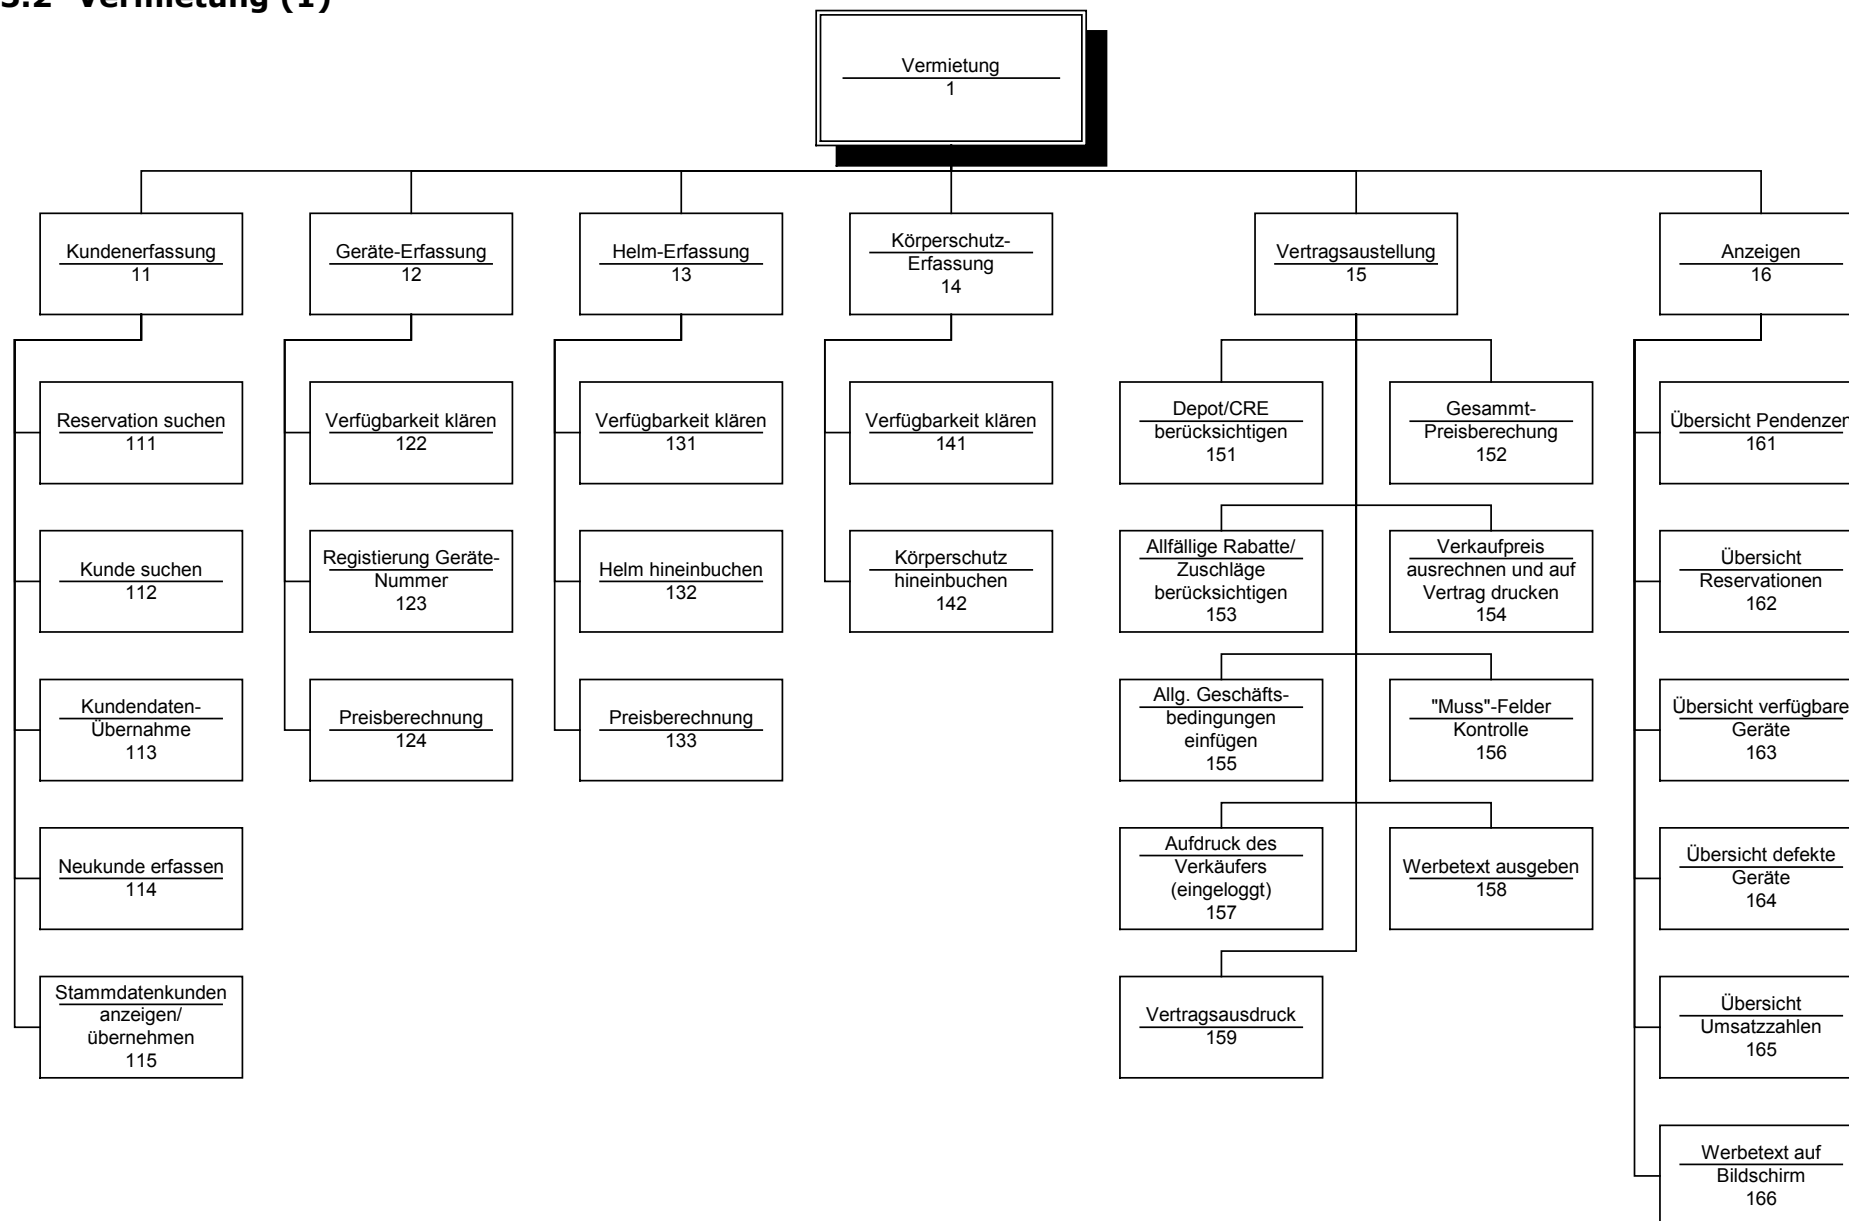 3.2 Vermietung (1)
Vermietung
1
Kundenerfassung
11
Geräte-Erfassung
12
Helm-Erfassung
13
Körperschutz-
Erfassung
14
Vertragsaustellung
15
Anzeigen
16
Reservation suchen
111
Verfügbarkeit klären
122
Verfügbarkeit klären
131
Verfügbarkeit klären
141
Depot/CRE
berücksichtigen
151
Gesammt-
Preisberechung
152
Übersicht Pendenzen
161
Kunde suchen
112
Registierung Geräte-
Nummer
123
Helm hineinbuchen
132
Körperschutz
hineinbuchen
142
Allfällige Rabatte/
Zuschläge
berücksichtigen
153
Verkaufpreis
ausrechnen und auf
Vertrag drucken
154
Übersicht
Reservationen
162
Kundendaten-
Übernahme
113
Preisberechnung
124
Preisberechnung
133
Allg. Geschäfts-
bedingungen
einfügen
155
"Muss"-Felder
Kontrolle
156
Übersicht verfügbare
Geräte
163
Neukunde erfassen
114
Aufdruck des
Verkäufers
(eingeloggt)
157
Werbetext ausgeben
158
Übersicht defekte
Geräte
164
Stammdatenkunden
anzeigen/
übernehmen
115
Vertragsausdruck
159
Übersicht
Umsatzzahlen
165
Werbetext auf
Bildschirm
166